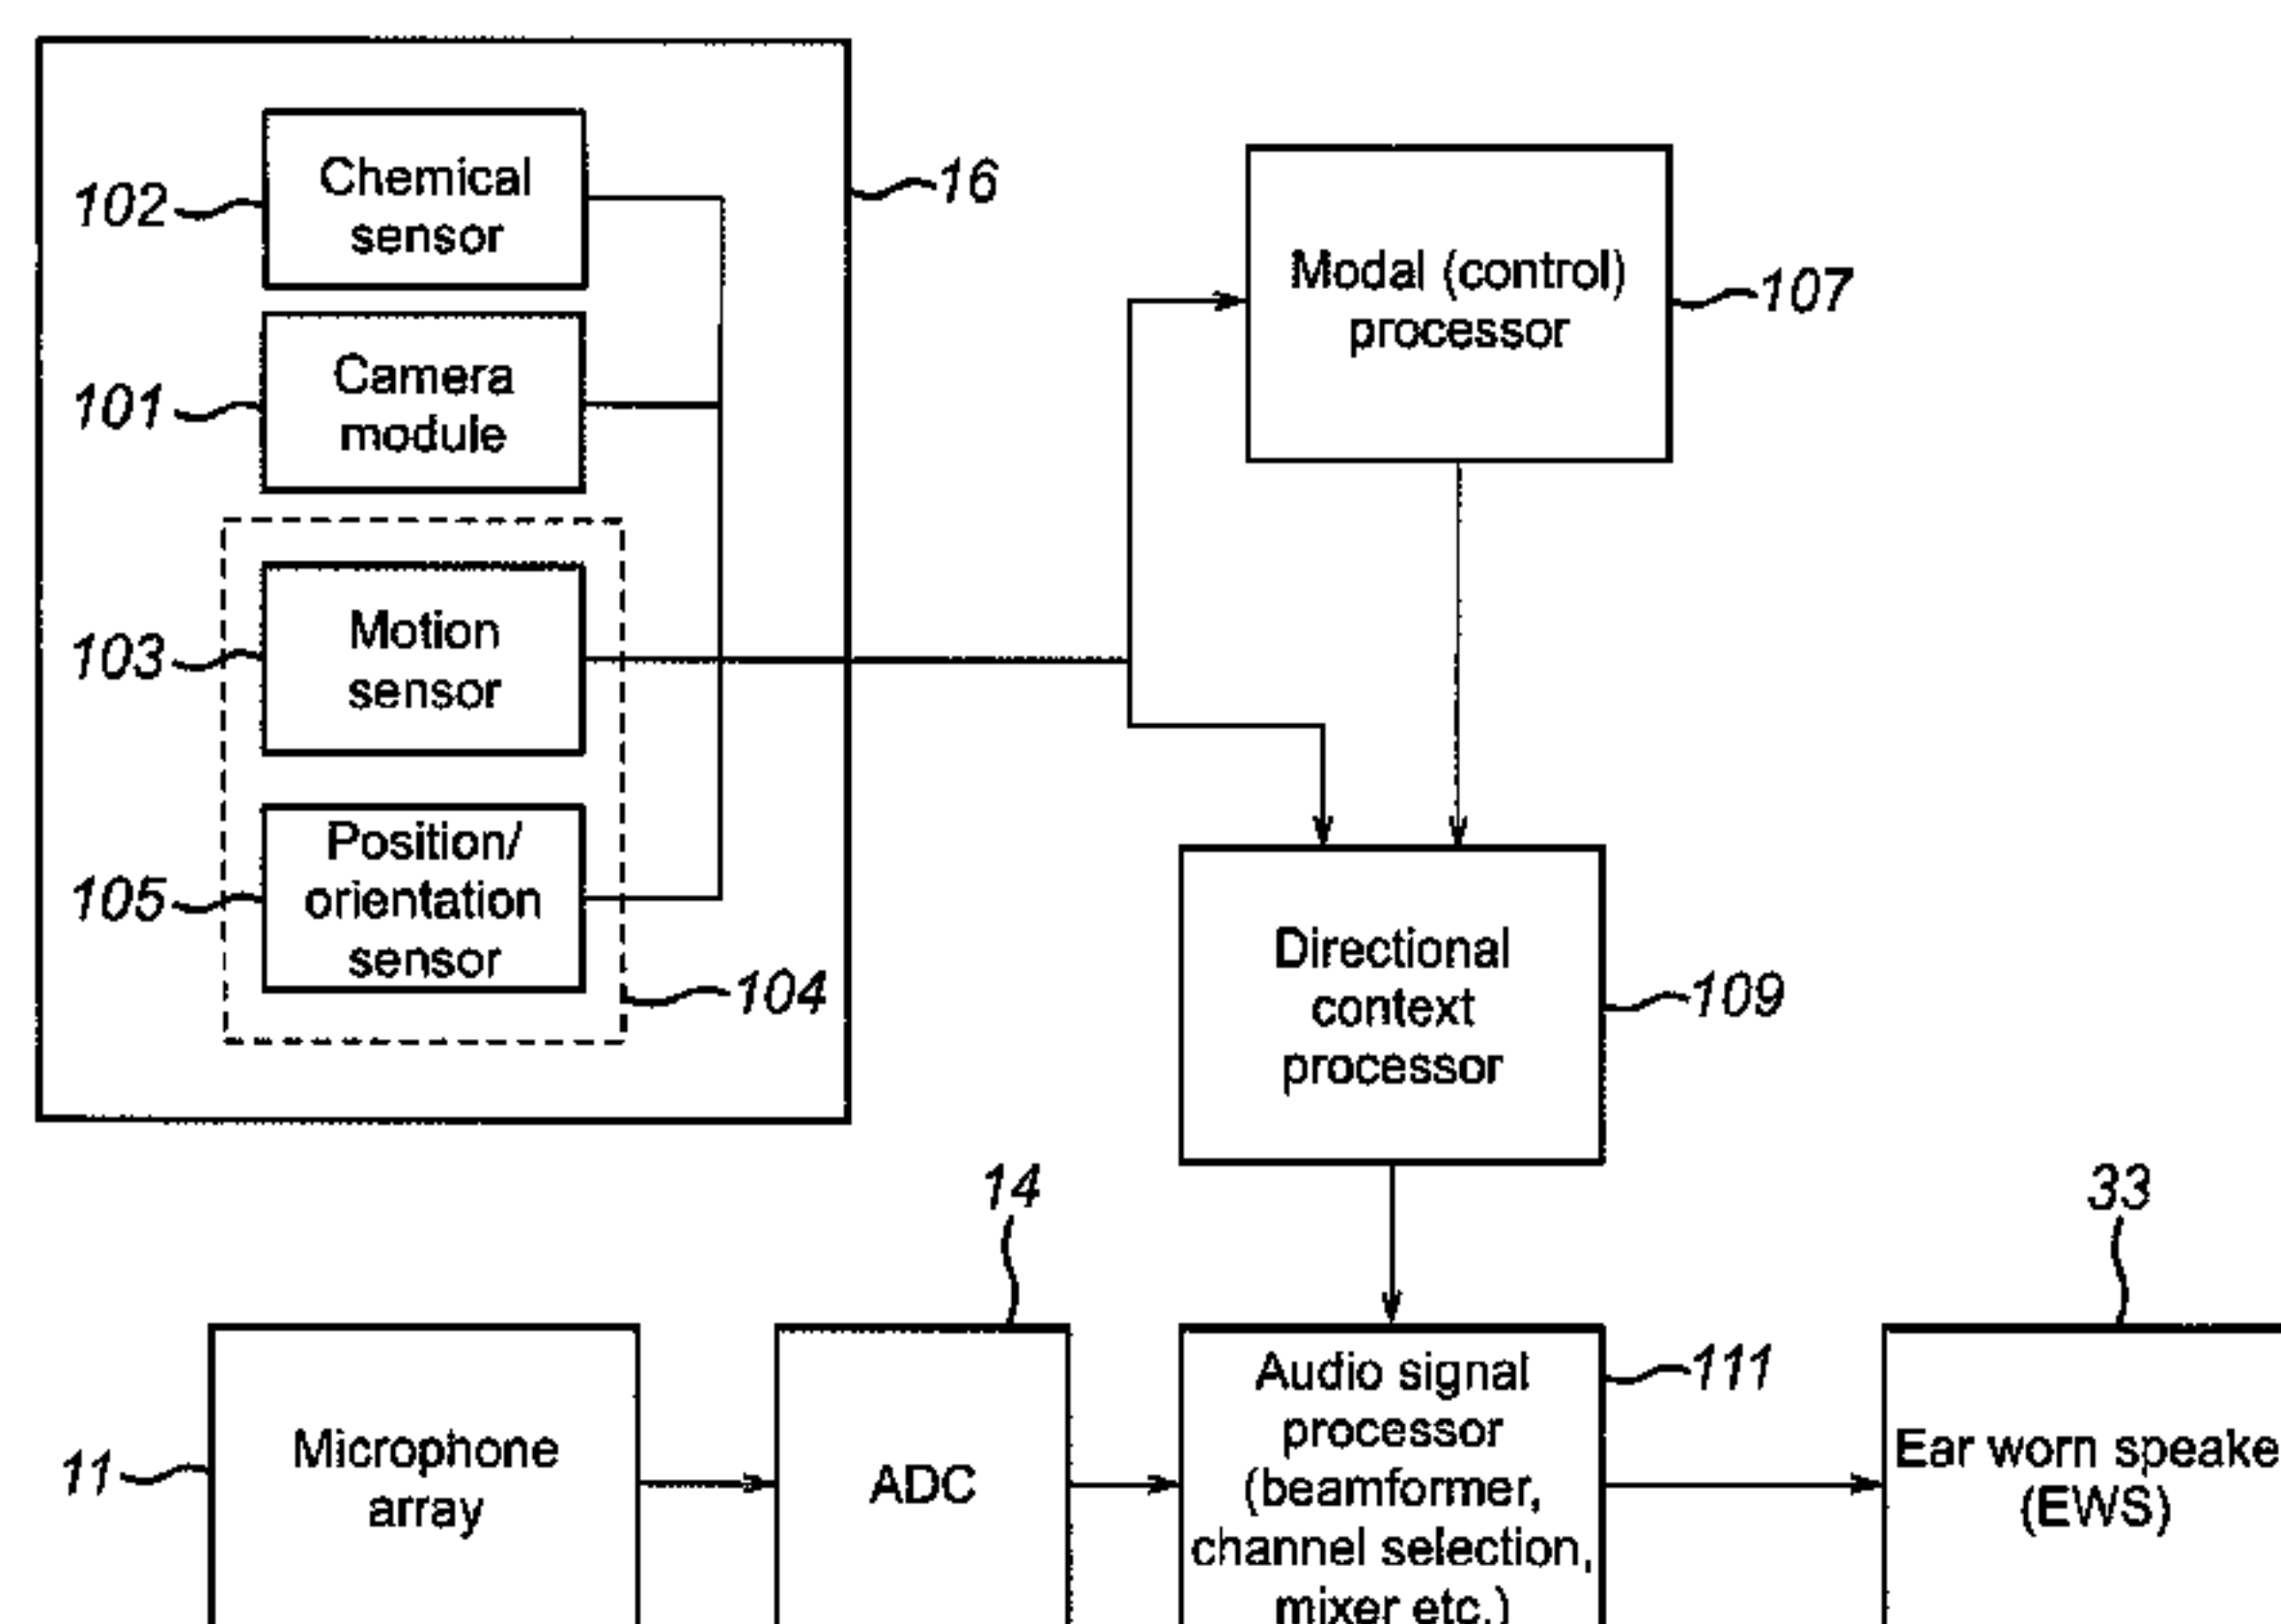 102
Chemical
sensor
16
101
Camera
module
Modal (control)
processor
107
103
Motion
sensor
105
Position/
orientation
sensor
104
Directional
context
processor
109
14
33
11
Microphone
array
ADC
Audio signal
processor
(beamformer,
channel selection,
mixer etc.)
111
Ear worn speake
(EWS)